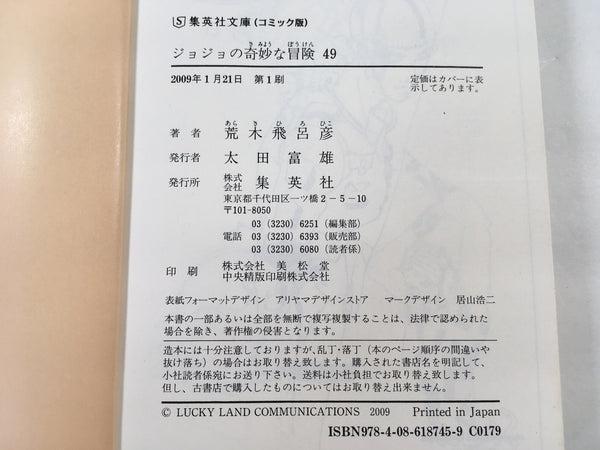 集英社文庫(コミック版)
ジョジョの奇妙な冒険 49
2009年1月21日 第1刷
定価はカバーに表示してあります。
著者 荒木飛呂彦
発行者 太田富雄
発行所 株式会社 集英社
東京都千代田区一ツ橋2-5-10
〒101-8050
03(3230)6251(編集部)
電話 03(3230)6393(販売部)
03(3230)6080(読者係)
印刷 株式会社 美松堂
中央精版印刷株式会社
表紙フォーマットデザイン アリヤマデザインストア マークデザイン 居山浩二
本書の一部あるいは全部を無断で複写複製することは、法律で認められた
場合を除き、著作権の侵害となります。
造本には十分注意しておりますが、乱丁・落丁(本のページ順序の間違いや
抜け落ち)の場合はお取り替え致します。購入された書店名を明記して、
小社読者係宛にお送り下さい。送料は小社負担でお取り替え致します。
但し、古書店で購入したものについてはお取り替え出来ません。
© LUCKY LAND COMMUNICATIONS 2009 Printed in Japan
ISBN978-4-08-618745-9 C0179